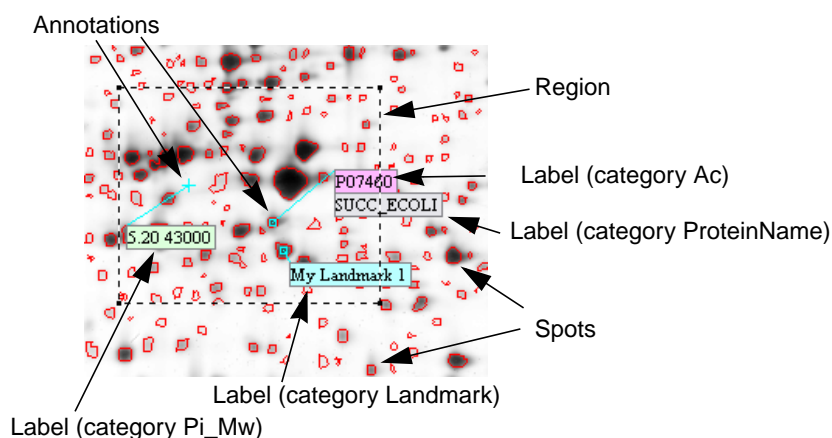 Annotations
Region
P07460
Label (category Ac)
SUCC_ECOLI
Label (category ProteinName)
5.20 43000
My Landmark 1
Spots
Label (category Landmark)
Label (category Pi_Mw)